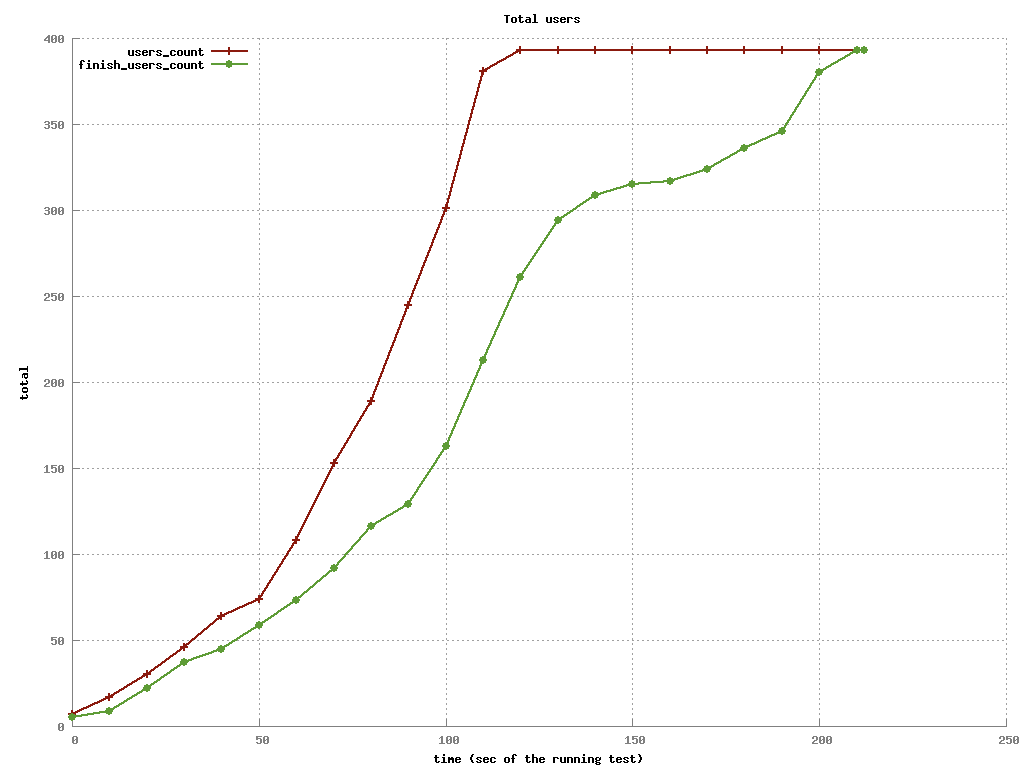 Total users
400
users_count
finish_users_count
350
300
250
200
total
150
100
50
0
0 50 100 150 200 250
time (sec of the running test)